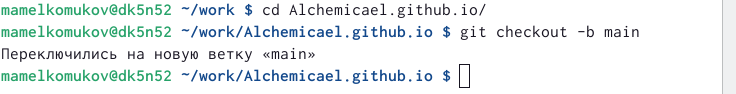 mamelkomukov@dk5n52 ~/work $ cd Alchemicael.github.io/
mamelkomukov@dk5n52 ~/work/Alchemicael.github.io $ git checkout -b main
Переключились на новую ветку «main»
mamelkomukov@dk5n52 ~/work/Alchemicael.github.io $